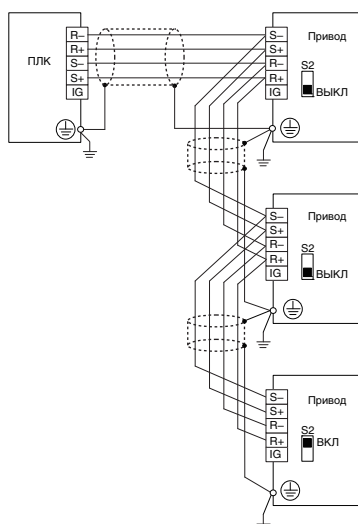 ПЛК
R–
R+
S–
S+
IG
Привод
S–
S+
R–
R+
IG
S2
ВЫКЛ
Привод
S–
S+
R–
R+
IG
S2
ВЫКЛ
Привод
S–
S+
R–
R+
IG
S2
ВКЛ